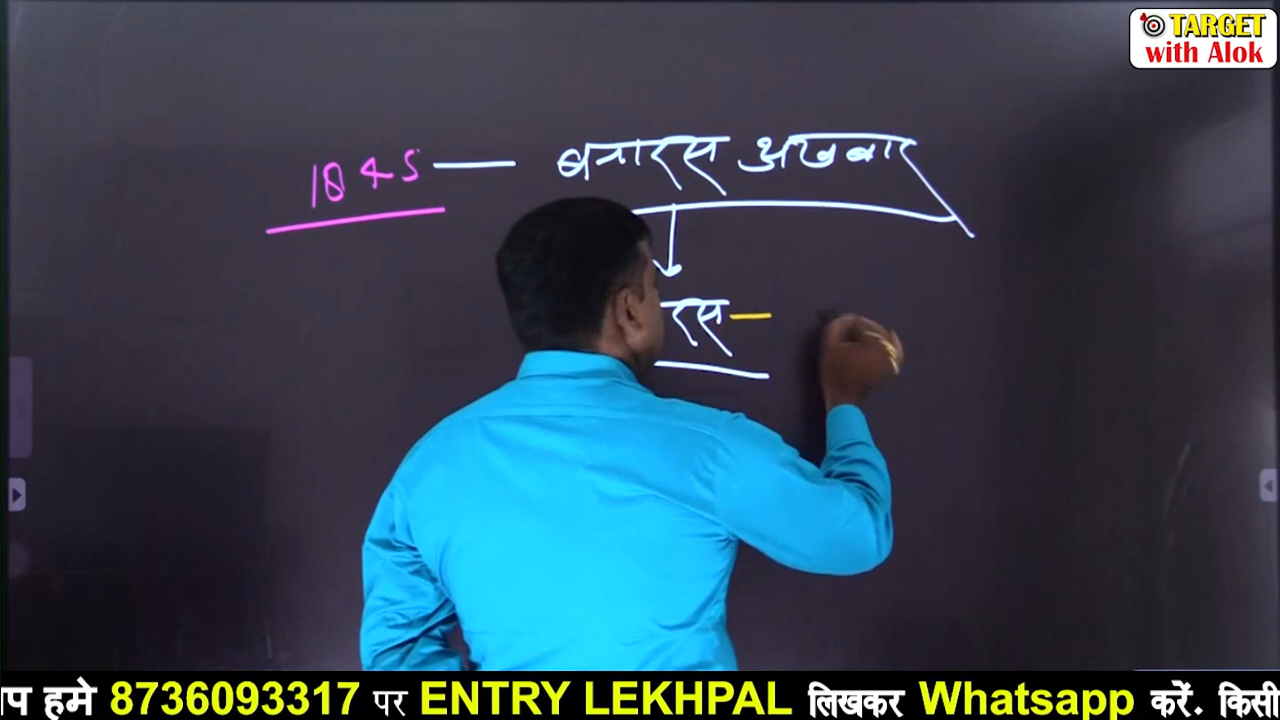 TARGET
with Alok
1845 — बनारस अखबार
रस —
प हमे 8736093317 पर ENTRY LEKHPAL लिखकर Whatsapp करें. किसी